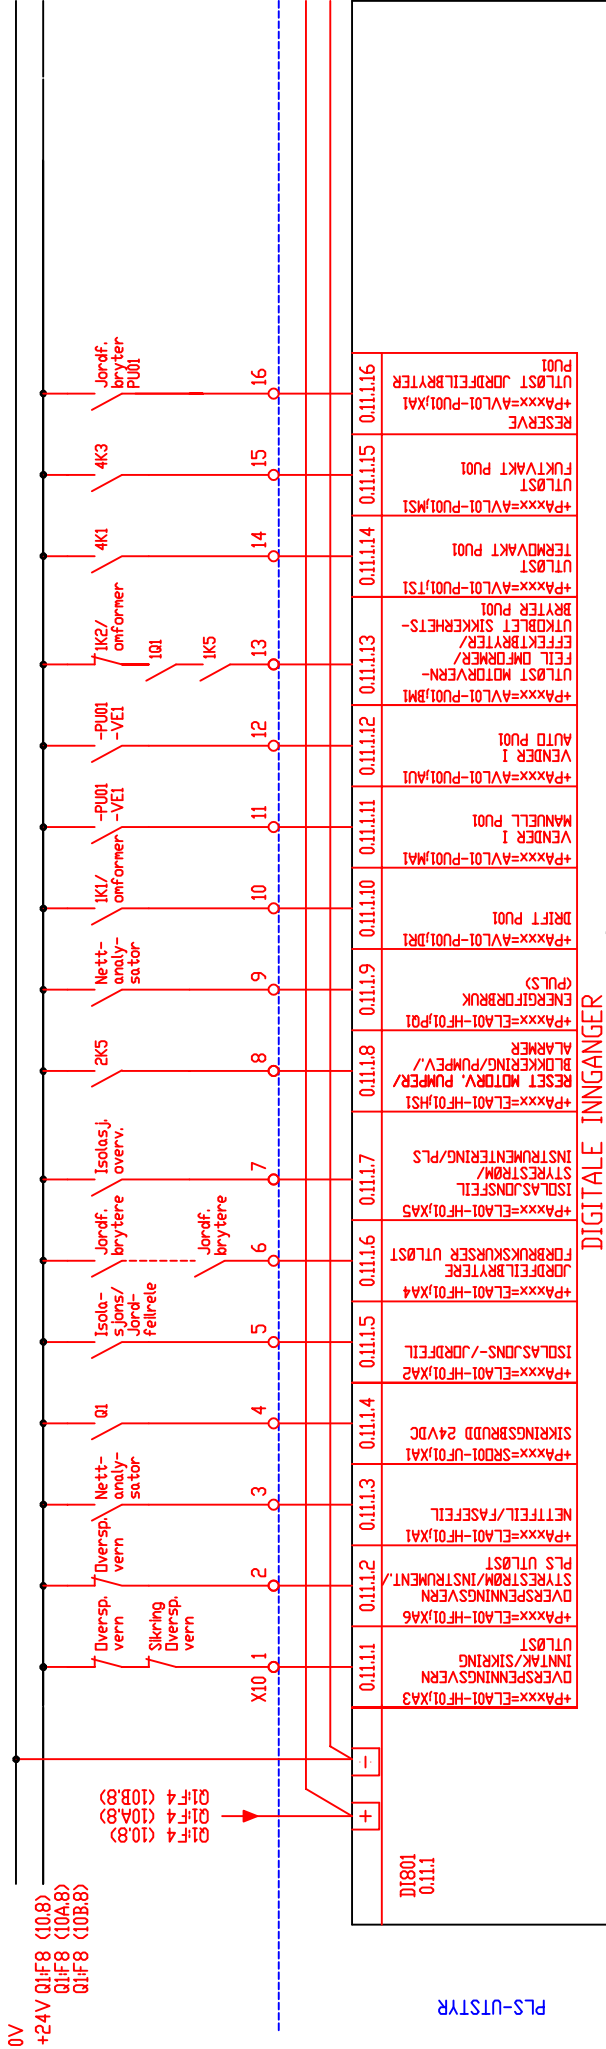 0V
+24V Q1:F8 (10.8)
Q1:F8 (10A.8)
Q1:F8 (10B.8)
Q1:F4 (10.8)
Q1:F4 (10A.8)
Q1:F4 (10B.8)
Oversp.
vern
Sikring
Oversp.
vern
Oversp.
vern
Nett-
analy-
sator
Q1
Isola-
sjons/
Jord-
feilrele
Jordf.
brytere
Jordf.
brytere
Isolasj.
overv.
2K5
Nett-
analy-
sator
1K1/
omformer
-PU01
-VE1
-PU01
-VE1
1K2/
omformer
1Q1
1K5
4K1
4K3
Jordf.
bryter
PU01
X10 1
2
3
4
5
6
7
8
9
10
11
12
13
14
15
16
DI801
0.11.1
+
-
0.11.1.1
0.11.1.2
0.11.1.3
0.11.1.4
0.11.1.5
0.11.1.6
0.11.1.7
0.11.1.8
0.11.1.9
0.11.1.10
0.11.1.11
0.11.1.12
0.11.1.13
0.11.1.14
0.11.1.15
0.11.1.16
+PAxxx=ELA01-HF01;XA3
OVERSPENNINGSVERN
INNTAK/SIKRING
UTLØST
+PAxxx=ELA01-HF01;XA6
OVERSPENNINGSVERN
STYRESTRØM/INSTRUMENT./
PLS UTLØST
+PAxxx=ELA01-HF01;XA1
NETTFEIL/FASEFEIL
+PAxxx=SRO01-UF01;XA1
SIKRINGSBRUDD 24VDC
+PAxxx=ELA01-HF01;XA2
ISOLASJONS-/JORDFEIL
+PAxxx=ELA01-HF01;XA4
JORDFEILBRYTERE
FORBRUKSKURSER UTLØST
+PAxxx=ELA01-HF01;XA5
ISOLASJONSFEIL
STYRESTRØM/
INSTRUMENTERING/PLS
+PAxxx=ELA01-HF01;HS1
RESET MOTORV. PUMPER/
BLOKKERING/PUMPEV./
ALARMER
+PAxxx=ELA01-HF01;PQ1
ENERGIFORBRUK
(PULS)
+PAxxx=AVL01-PU01;DR1
DRIFT PU01
+PAxxx=AVL01-PU01;MA1
VENDER I
MANUELL PU01
+PAxxx=AVL01-PU01;AU1
VENDER I
AUTO PU01
+PAxxx=AVL01-PU01;BM1
UTLØST MOTORVERN-
FEIL OMFORMER/
EFFEKTBRYTER/
UTKOBLET SIKKERHETS-
BRYTER PU01
+PAxxx=AVL01-PU01;TS1
UTLØST
TERMOVAKT PU01
+PAxxx=AVL01-PU01;MS1
UTLØST
FUKTVAKT PU01
RESERVE
+PAxxx=AVL01-PU01;XA1
UTLØST JORDFEILBRYTER
PU01
DIGITALE INNGANGER
PLS-UTSTYR